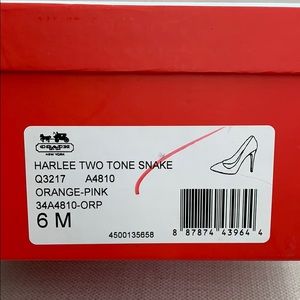 COACH
NEW YORK
HARLEE TWO TONE SNAKE
Q3217 A4810
ORANGE-PINK
34A4810-ORP
6 M
4500135658
8 87874 43964 4